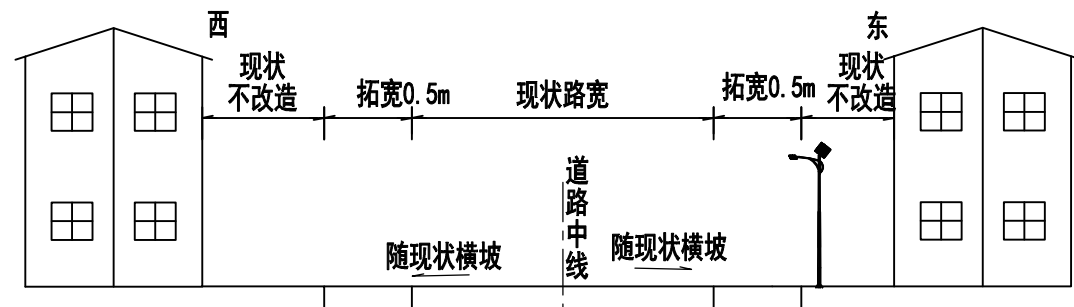 西
东
现状
不改造
拓宽0.5m
现状路宽
拓宽0.5m
现状
不改造
道路中线
随现状横坡
随现状横坡